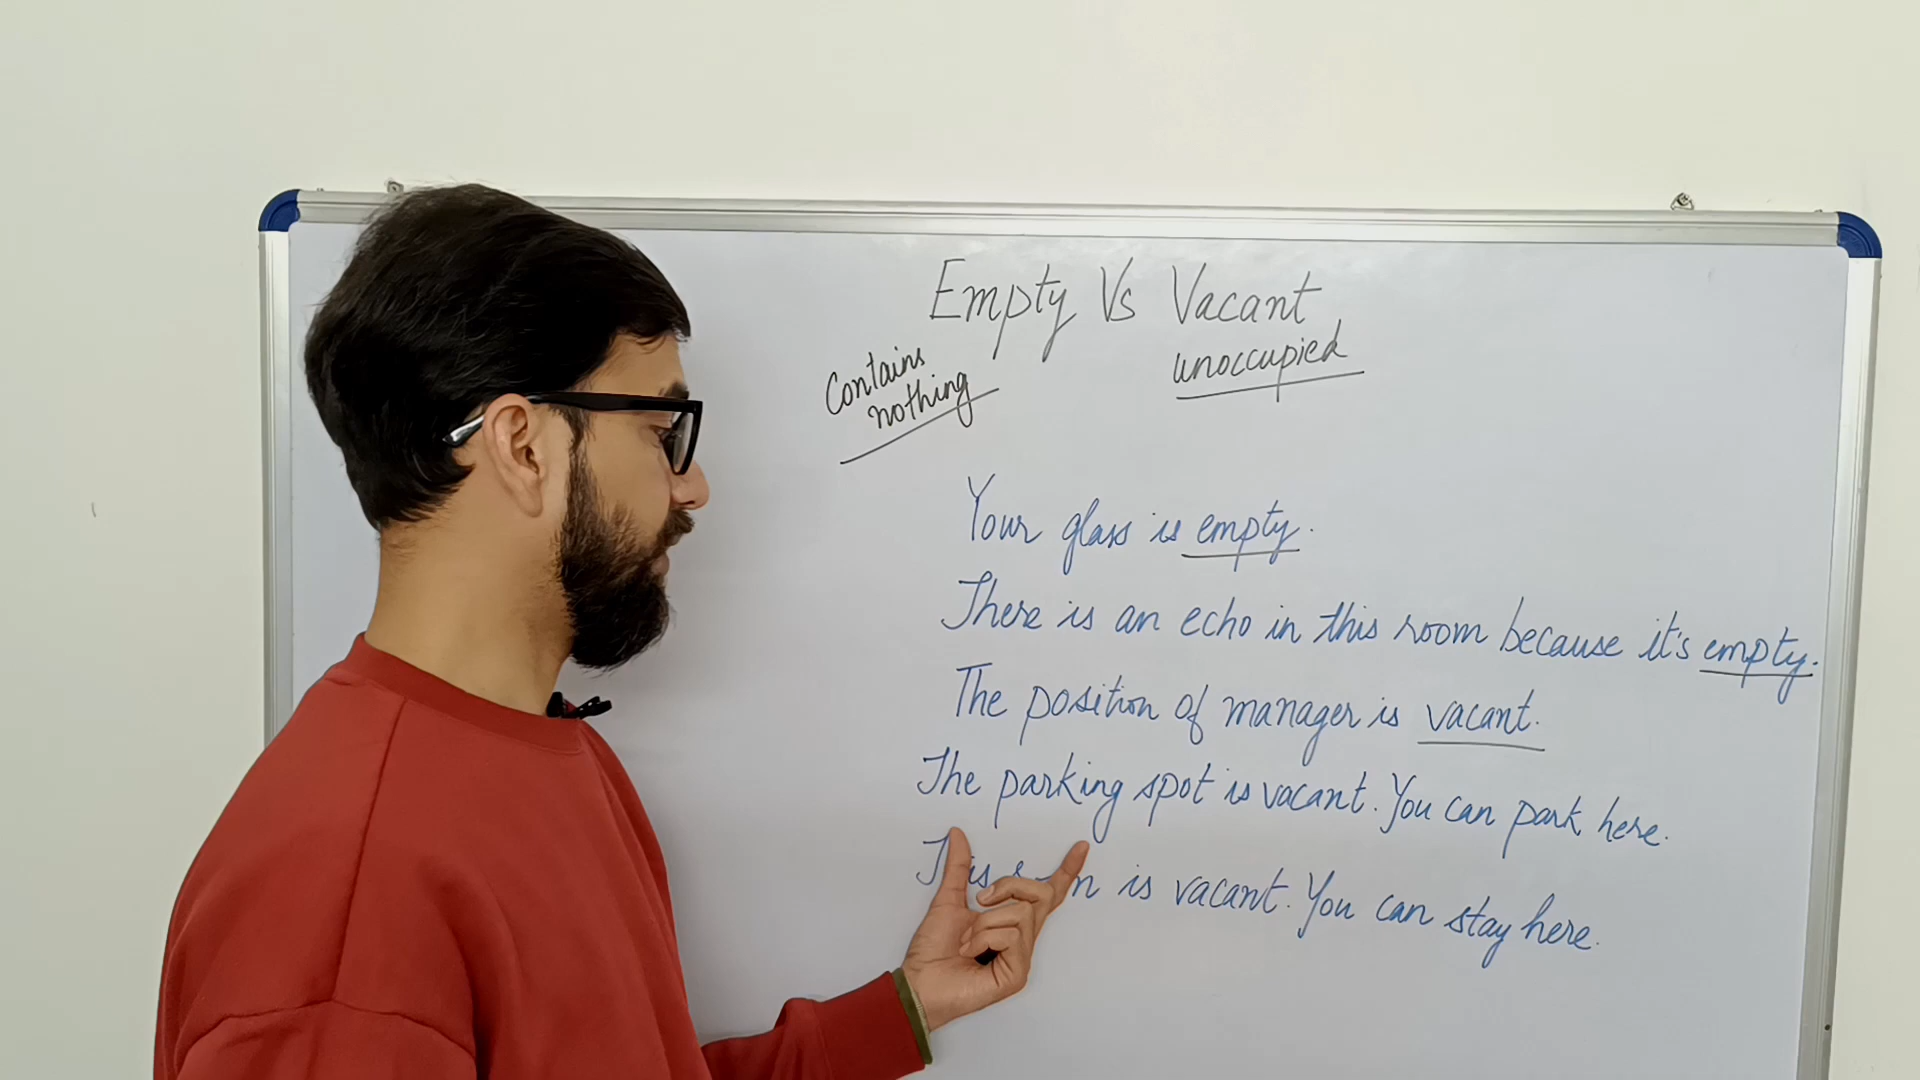 Empty Vs Vacant
Contains
nothing
unoccupied
Your glass is empty.
There is an echo in this room because it's empty.
The position of manager is vacant.
The parking spot is vacant. You can park here.
is vacant. You can stay here.